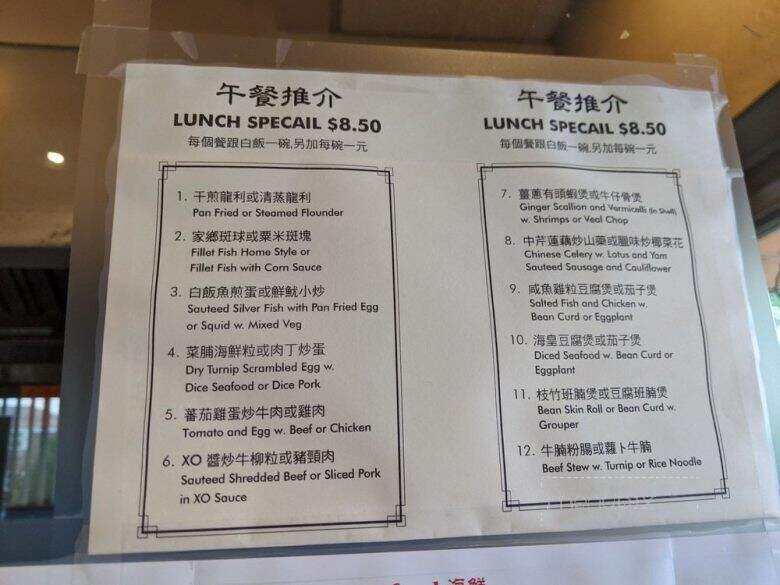 午餐推介
LUNCH SPECAIL $8.50
每個餐跟白飯一碗,另加每碗一元
1. 干煎龍利或清蒸龍利
Pan Fried or Steamed Flounder
2. 家鄉斑球或粟米斑塊
Fillet Fish Home Style or
Fillet Fish with Corn Sauce
3. 白飯魚煎蛋或鮮魷小炒
Sauteed Silver Fish with Pan Fried Egg
or Squid w. Mixed Veg
4. 菜脯海鮮粒或肉丁炒蛋
Dry Turnip Scrambled Egg w.
Dice Seafood or Dice Pork
5. 蕃茄雞蛋炒牛肉或雞肉
Tomato and Egg w. Beef or Chicken
6. XO 醬炒牛柳粒或豬頸肉
Sauteed Shredded Beef or Sliced Pork
in XO Sauce
午餐推介
LUNCH SPECAIL $8.50
每個餐跟白飯一碗,另加每碗一元
7. 薑蔥有頭蝦煲或牛仔骨煲
Ginger Scallion and Vermicelli (In Shell)
w. Shrimps or Veal Chop
8. 中芹蓮藕炒山藥或臘味炒椰菜花
Chinese Celery w. Lotus and Yam
Sauteed Sausage and Cauliflower
9. 咸魚雞粒豆腐煲或茄子煲
Salted Fish and Chicken w.
Bean Curd or Eggplant
10. 海皇豆腐煲或茄子煲
Diced Seafood w. Bean Curd or
Eggplant
11. 枝竹班腩煲或豆腐班腩煲
Bean Skin Roll or Bean Curd w.
Grouper
12. 牛腩粉腸或蘿卜牛腩
Beef Stew w. Turnip or Rice Noodle
海鮮